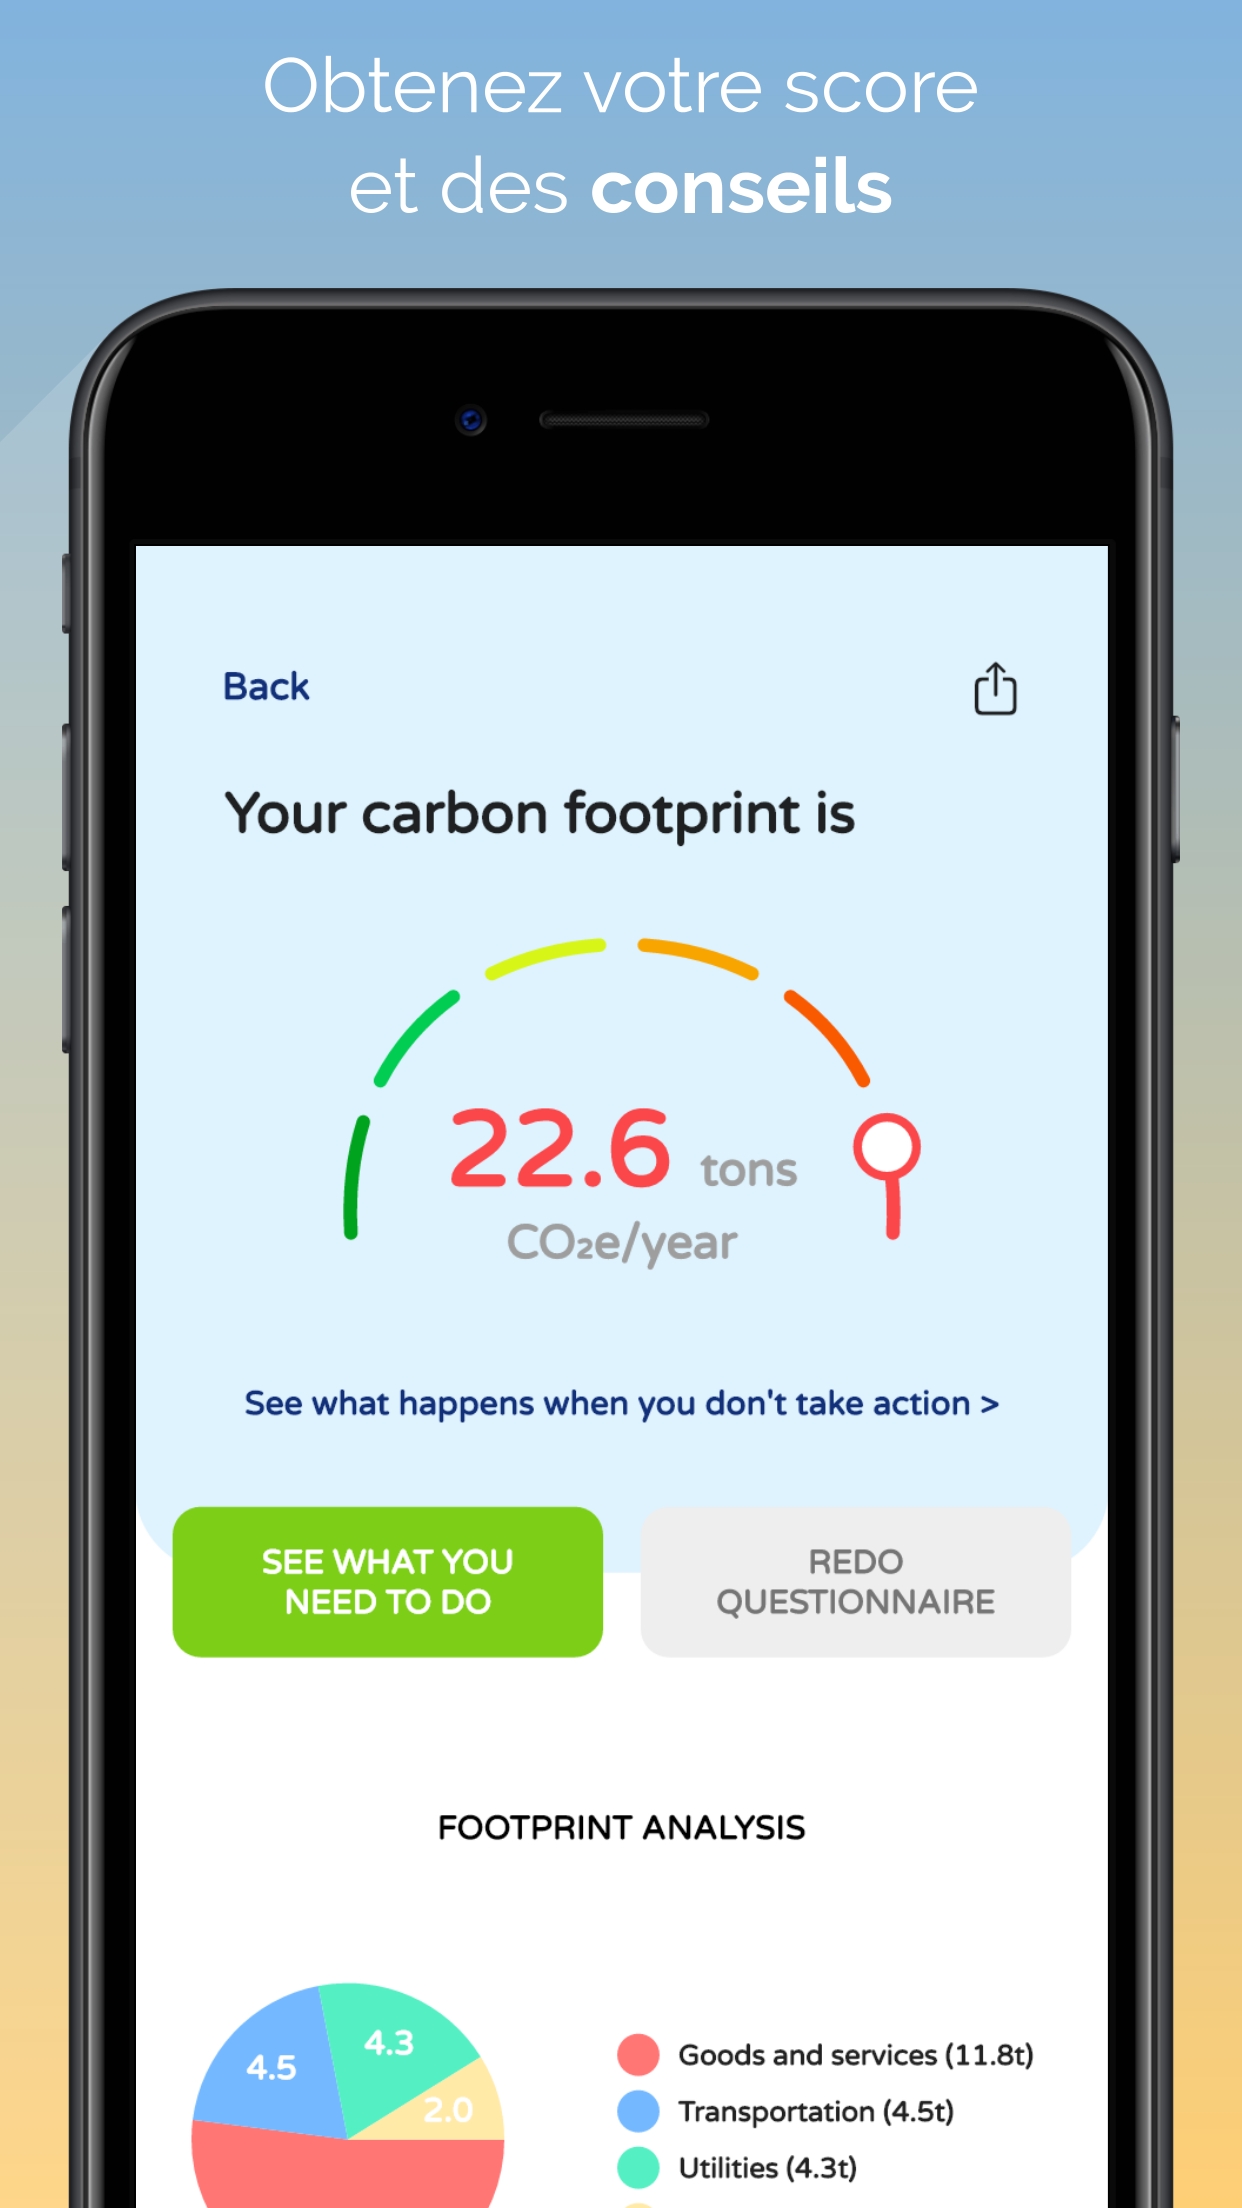 Obtenez votre score
et des conseils
Back
Your carbon footprint is
22.6 tons
CO₂e/year
See what happens when you don't take action >
SEE WHAT YOU
NEED TO DO
REDO
QUESTIONNAIRE
FOOTPRINT ANALYSIS
4.5
4.3
2.0
Goods and services (11.8t)
Transportation (4.5t)
Utilities (4.3t)